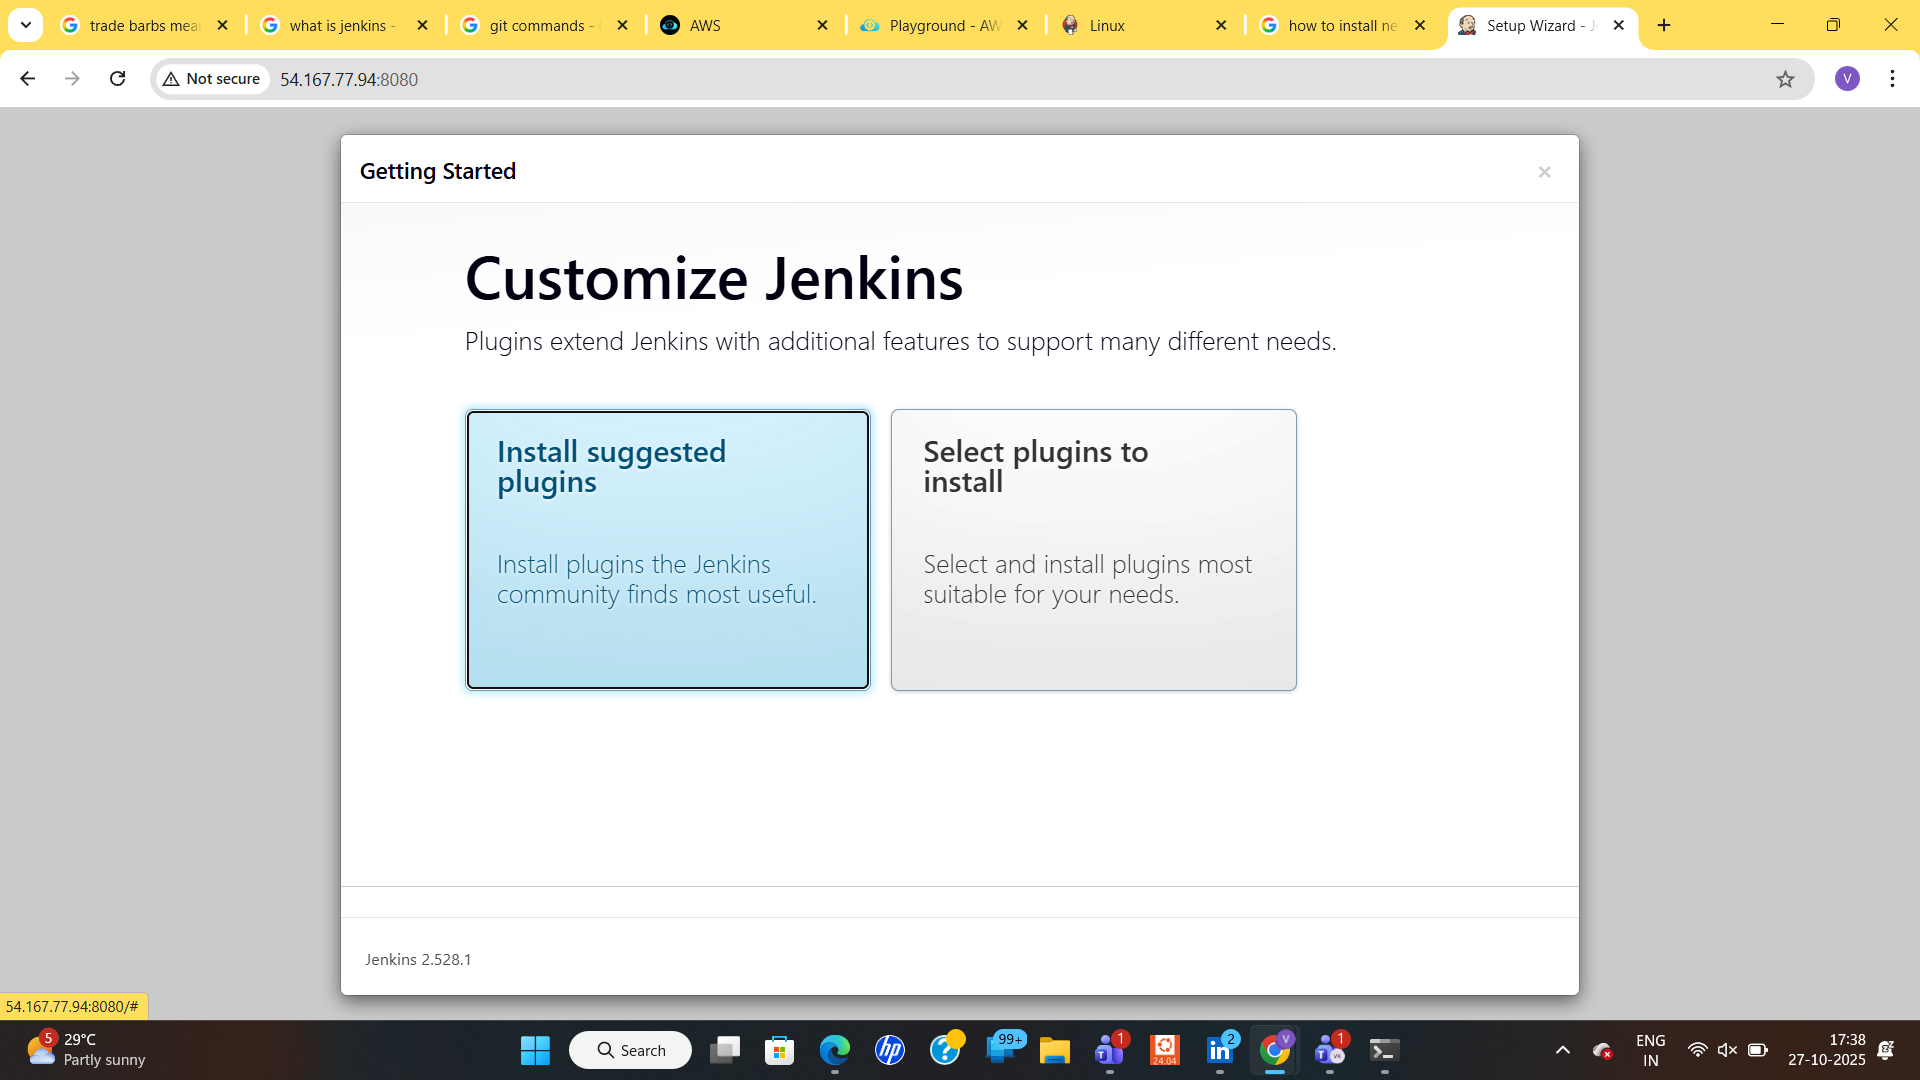 trade barbs mea
what is jenkins -
git commands -
AWS
Playground - AW
Linux
how to install ne
Setup Wizard - J
Not secure
54.167.77.94:8080
V
Getting Started
Customize Jenkins
Plugins extend Jenkins with additional features to support many different needs.
Install suggested
plugins
Install plugins the Jenkins
community finds most useful.
Select plugins to
install
Select and install plugins most
suitable for your needs.
Jenkins 2.528.1
54.167.77.94:8080/#
5
29°C
Partly sunny
Search
hp
99+
1
24.04
2
V
1
ENG
IN
17:38
27-10-2025